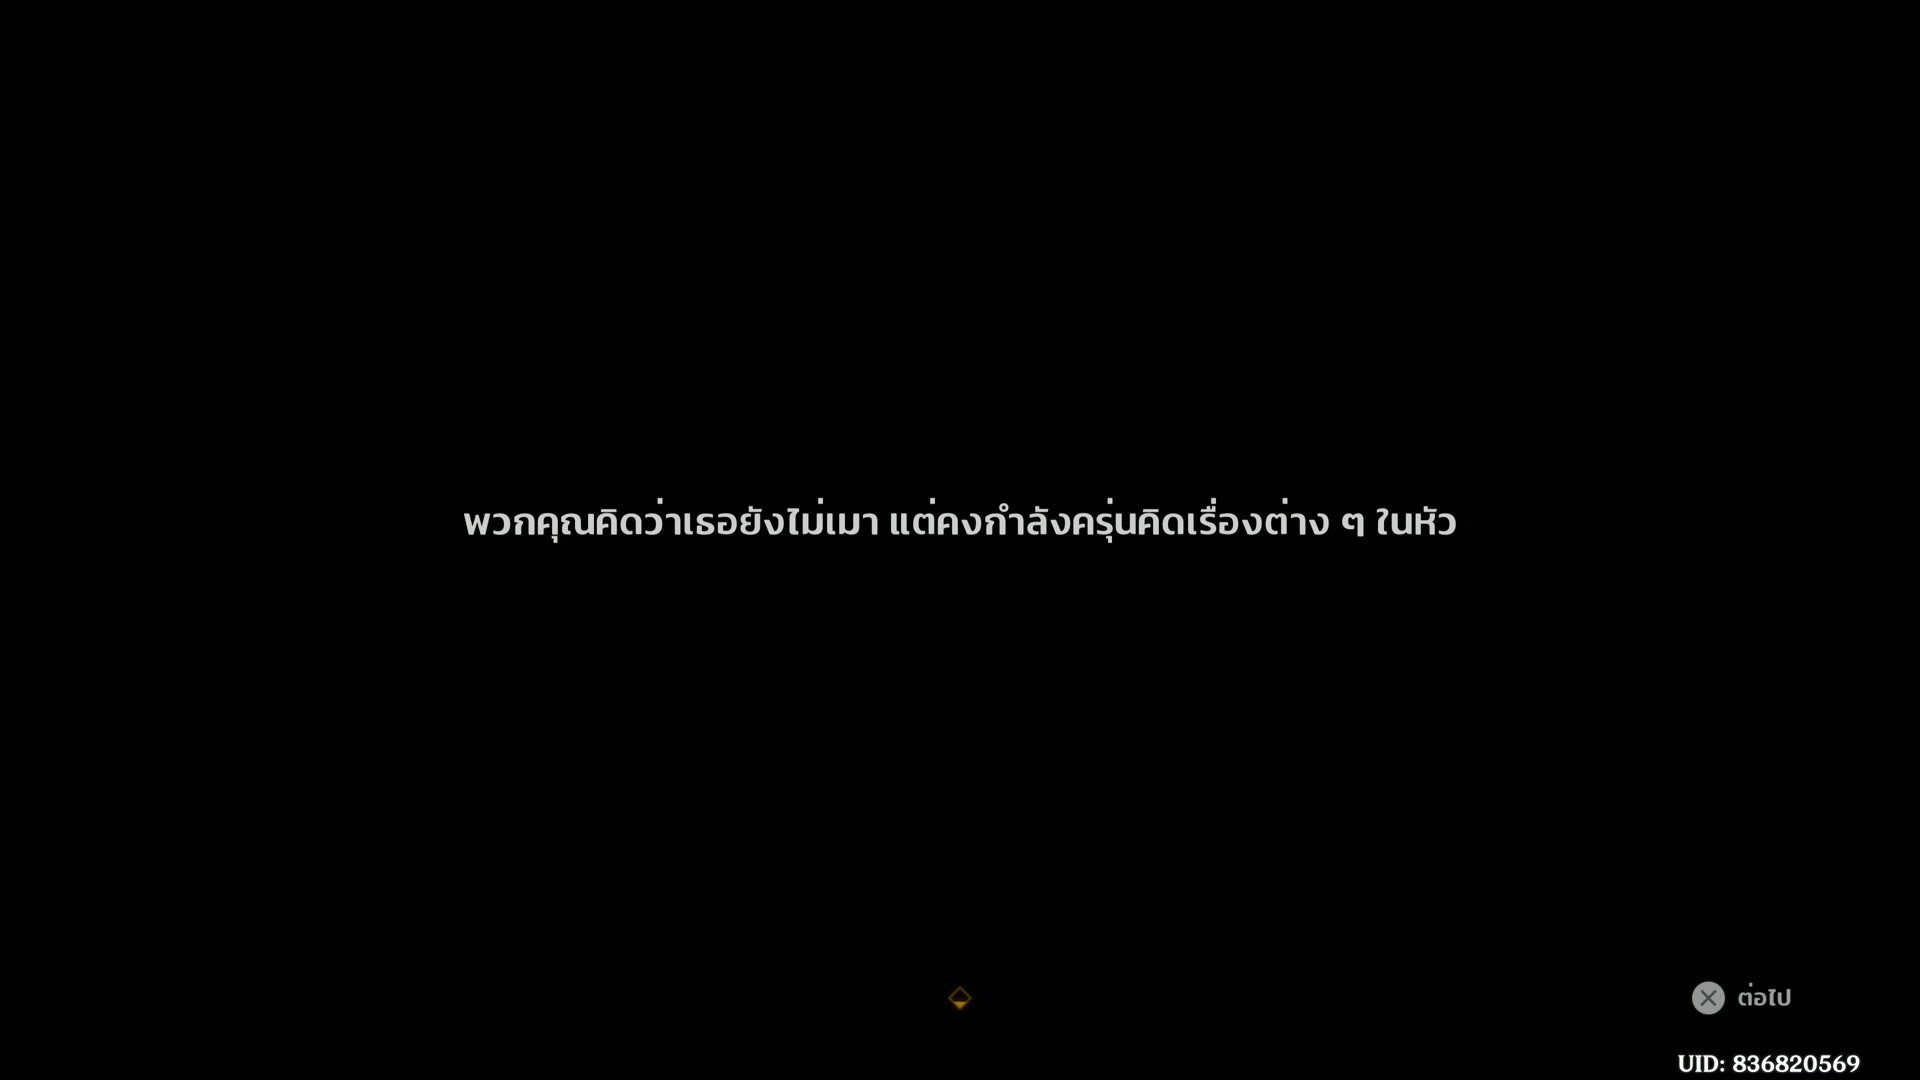 พวกคุณคิดว่าเธอยังไม่เมา แต่คงกำลังครุ่นคิดเรื่องต่าง ๆ ในหัว
ต่อไป
UID: 836820569